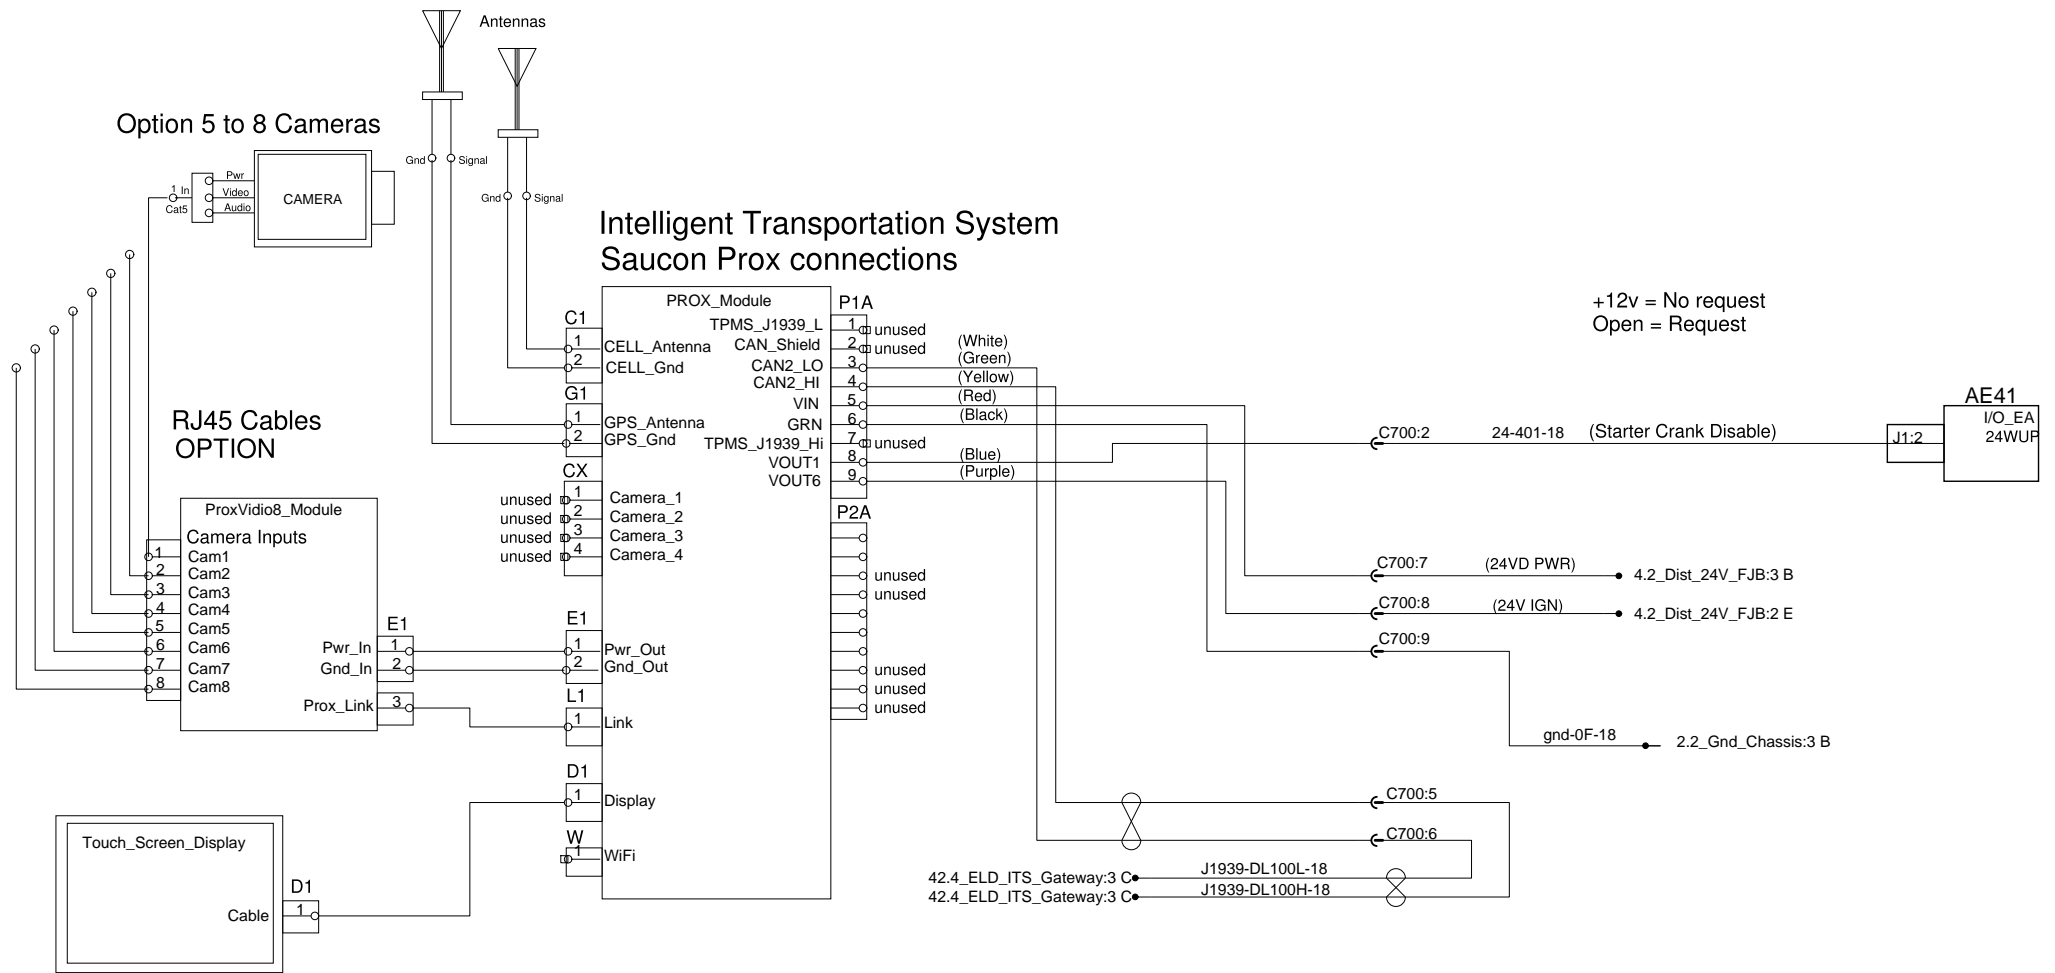 Antennas
Option 5 to 8 Cameras
Gnd Signal
Gnd Signal
1 In
Cat5
Pwr
Video
Audio
CAMERA
Intelligent Transportation System
Saucon Prox connections
+12v = No request
Open = Request
RJ45 Cables
OPTION
PROX_Module
C1
1 CELL_Antenna
2 CELL_Gnd
G1
1 GPS_Antenna
2 GPS_Gnd
CX
unused 1 Camera_1
unused 2 Camera_2
unused 3 Camera_3
unused 4 Camera_4
E1
1 Pwr_Out
2 Gnd_Out
L1
1 Link
D1
1 Display
W
1 WiFi
P1A
TPMS_J1939_L 1 unused
CAN_Shield 2 unused
(White)
CAN2_LO 3 (Green)
CAN2_HI 4 (Yellow)
VIN 5 (Red)
GRN 6 (Black)
TPMS_J1939_Hi 7 unused
VOUT1 8 (Blue)
VOUT6 9 (Purple)
P2A
unused
unused
unused
unused
unused
C700:2 24-401-18 (Starter Crank Disable)
AE41
J1:2
I/O_EA
24WUP
C700:7 (24VD PWR) 4.2_Dist_24V_FJB:3 B
C700:8 (24V IGN) 4.2_Dist_24V_FJB:2 E
C700:9
gnd-0F-18 2.2_Gnd_Chassis:3 B
C700:5
C700:6
42.4_ELD_ITS_Gateway:3 C J1939-DL100L-18
42.4_ELD_ITS_Gateway:3 C J1939-DL100H-18
ProxVidio8_Module
Camera Inputs
1 Cam1
2 Cam2
3 Cam3
4 Cam4
5 Cam5
6 Cam6
7 Cam7
8 Cam8
E1
Pwr_In 1
Gnd_In 2
Prox_Link 3
Touch_Screen_Display
D1
Cable 1